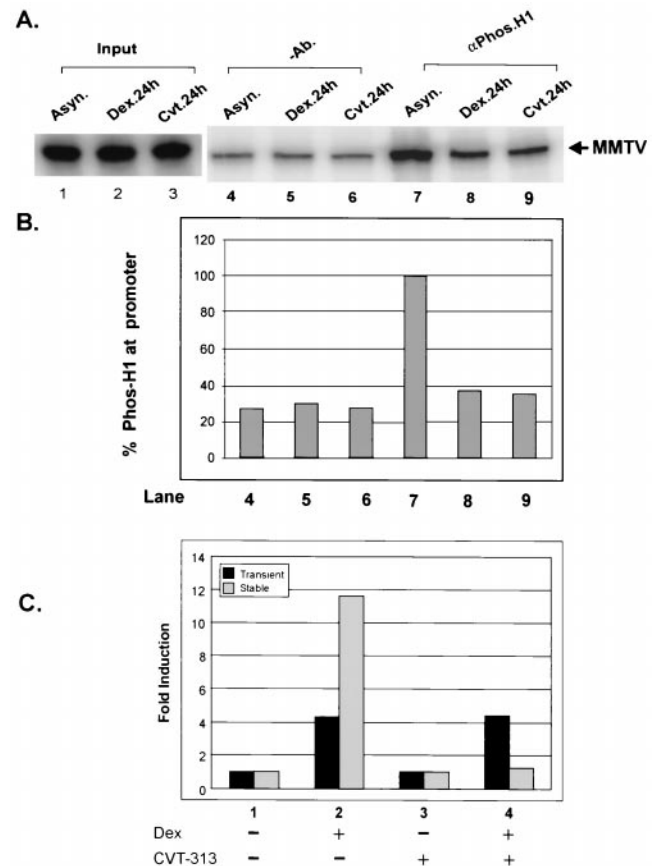 A.
Input
-Ab.
αPhos.H1
Asyn.
Dex.24h
Cvt.24h
Asyn.
Dex.24h
Cvt.24h
Asyn.
Dex.24h
Cvt.24h
MMTV
1 2 3 4 5 6 7 8 9
B.
% Phos-H1 at promoter
120
100
80
60
40
20
0
Lane 4 5 6 7 8 9
C.
Fold Induction
14
12
10
8
6
4
2
0
Transient
Stable
1 2 3 4
Dex - + - +
CVT-313 - - + +